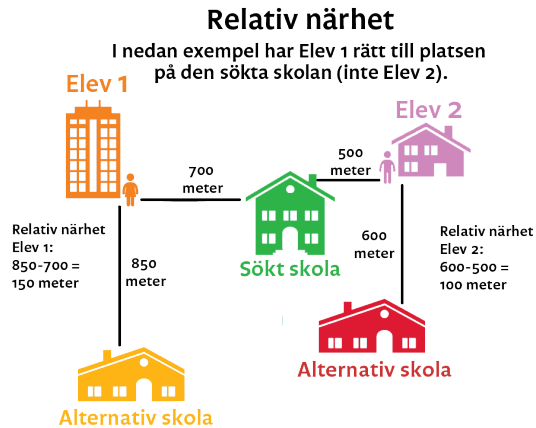 Relativ närhet
I nedan exempel har Elev 1 rätt till platsen
på den sökta skolan (inte Elev 2).
Elev 1
Elev 2
700
meter
500
meter
Relativ närhet
Elev 1:
850-700 =
150 meter
850
meter
Sökt skola
600
meter
Relativ närhet
Elev 2:
600-500 =
100 meter
Alternativ skola
Alternativ skola